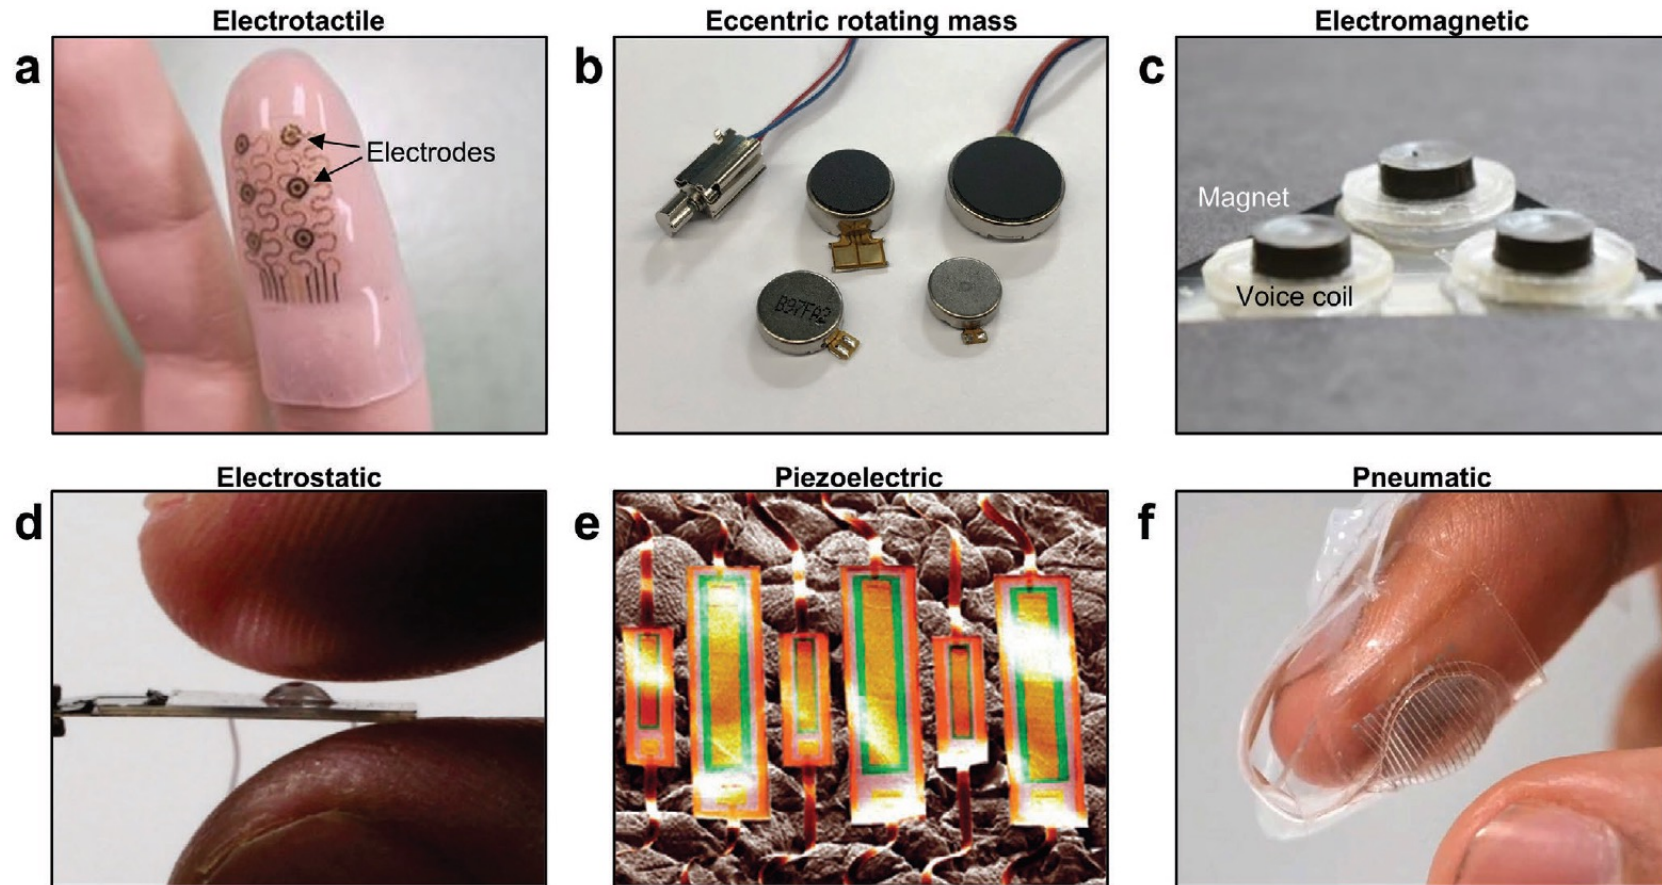 Electrotactile
Eccentric rotating mass
Electromagnetic
a
b
c
Electrodes
Magnet
Voice coil
B97FA2
Electrostatic
Piezoelectric
Pneumatic
d
e
f